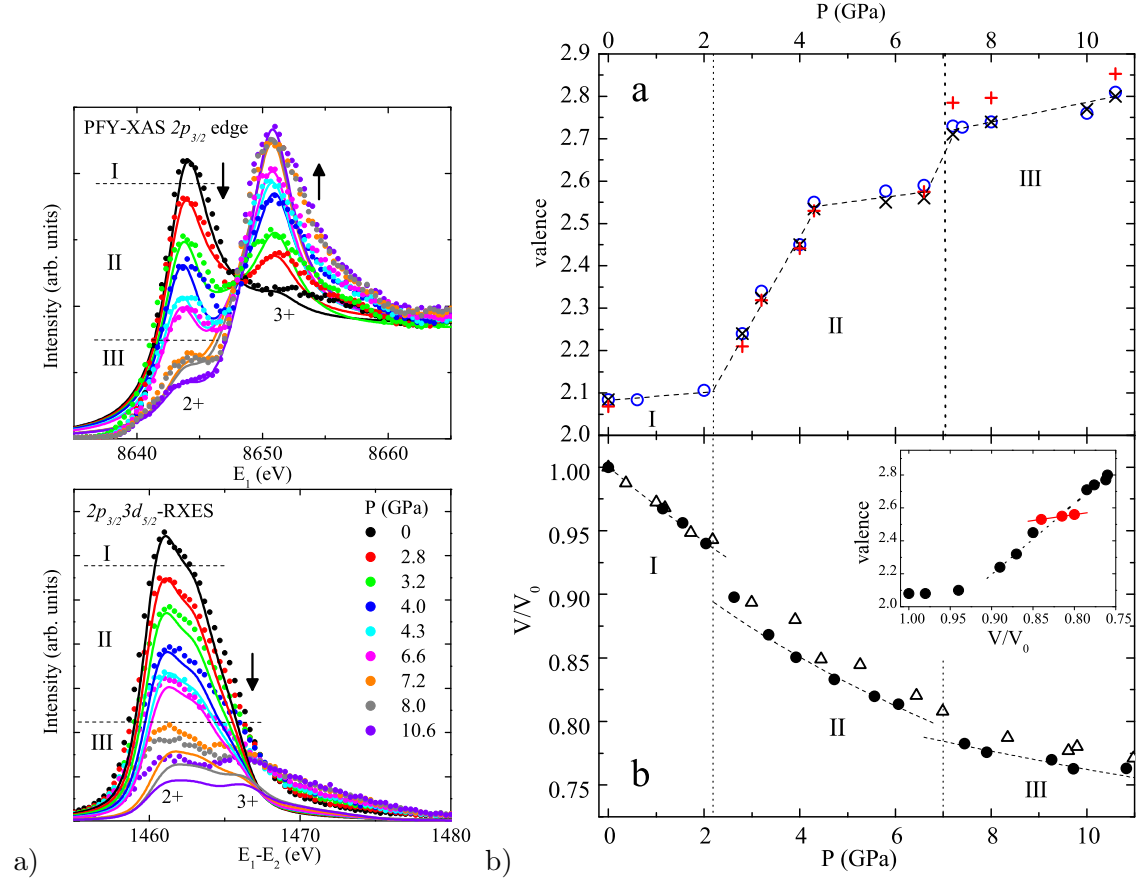 PFY-XAS 2p3/2 edge
I
II
III
3+
2+
Intensity (arb. units)
8640 8650 8660
E1 (eV)
2p3/23d5/2-RXES
I
II
III
2+
3+
P (GPa)
0
2.8
3.2
4.0
4.3
6.6
7.2
8.0
10.6
Intensity (arb. units)
1460 1470 1480
E1-E2 (eV)
a)
P (GPa)
0 2 4 6 8 10
2.9
2.8
2.7
2.6
2.5
2.4
2.3
2.2
2.1
2.0
valence
a
I
II
III
1.00
0.95
0.90
0.85
0.80
0.75
V/V0
b
I
II
III
2.8
2.6
2.4
2.2
2.0
valence
1.00 0.95 0.90 0.85 0.80 0.75
V/V0
0 2 4 6 8 10
P (GPa)
b)